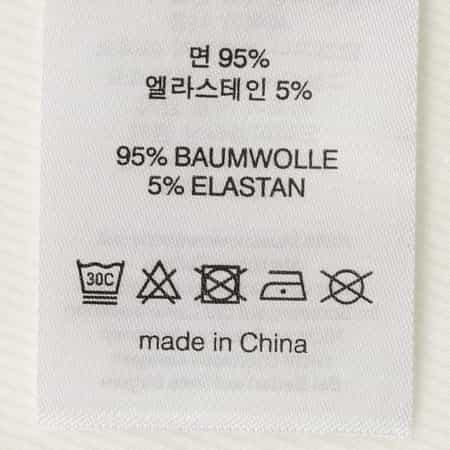 면 95%
엘라스테인 5%
95% BAUMWOLLE
5% ELASTAN
30C
made in China